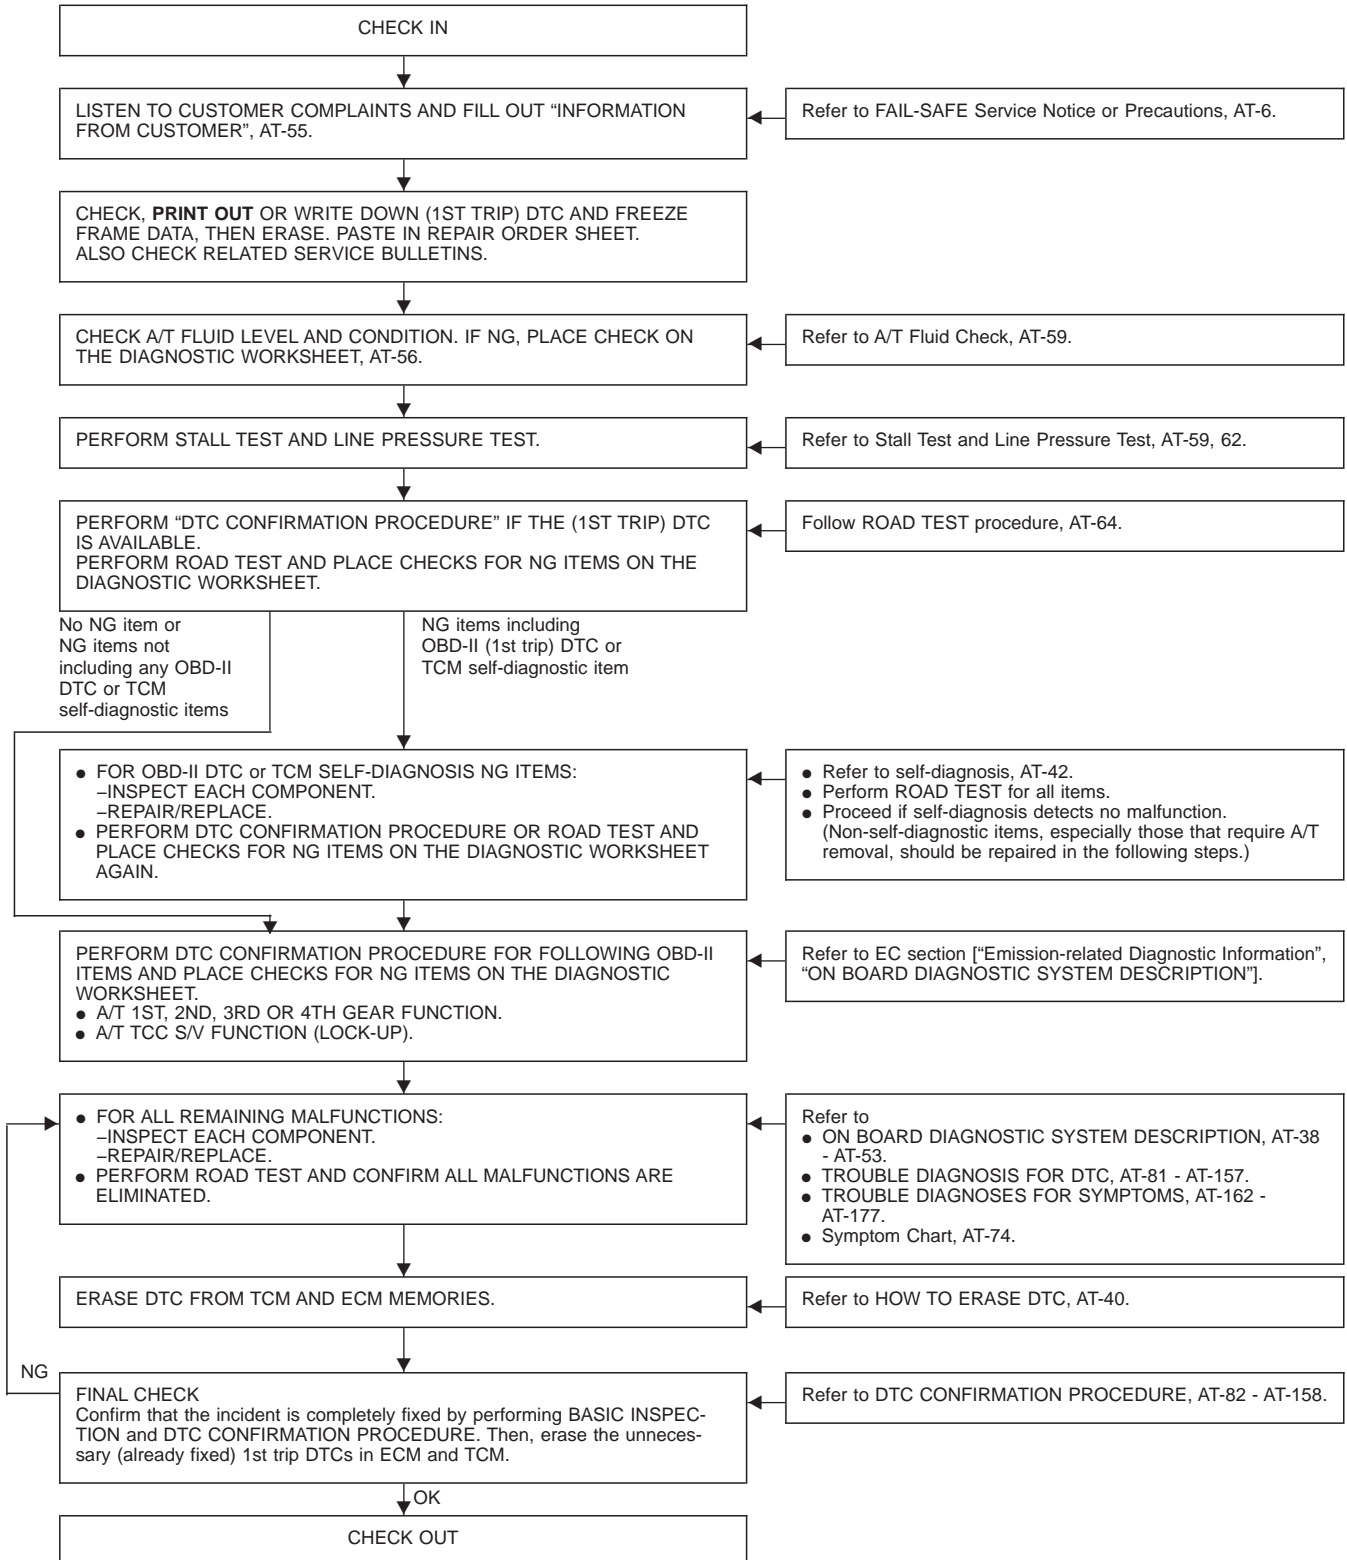 CHECK IN
LISTEN TO CUSTOMER COMPLAINTS AND FILL OUT “INFORMATION
FROM CUSTOMER”, AT-55.
Refer to FAIL-SAFE Service Notice or Precautions, AT-6.
CHECK, PRINT OUT OR WRITE DOWN (1ST TRIP) DTC AND FREEZE
FRAME DATA, THEN ERASE. PASTE IN REPAIR ORDER SHEET.
ALSO CHECK RELATED SERVICE BULLETINS.
CHECK A/T FLUID LEVEL AND CONDITION. IF NG, PLACE CHECK ON
THE DIAGNOSTIC WORKSHEET, AT-56.
Refer to A/T Fluid Check, AT-59.
PERFORM STALL TEST AND LINE PRESSURE TEST.
Refer to Stall Test and Line Pressure Test, AT-59, 62.
PERFORM “DTC CONFIRMATION PROCEDURE” IF THE (1ST TRIP) DTC
IS AVAILABLE.
PERFORM ROAD TEST AND PLACE CHECKS FOR NG ITEMS ON THE
DIAGNOSTIC WORKSHEET.
Follow ROAD TEST procedure, AT-64.
No NG item or
NG items not
including any OBD-II
DTC or TCM
self-diagnostic items
NG items including
OBD-II (1st trip) DTC or
TCM self-diagnostic item
● FOR OBD-II DTC or TCM SELF-DIAGNOSIS NG ITEMS:
–INSPECT EACH COMPONENT.
–REPAIR/REPLACE.
● PERFORM DTC CONFIRMATION PROCEDURE OR ROAD TEST AND
PLACE CHECKS FOR NG ITEMS ON THE DIAGNOSTIC WORKSHEET
AGAIN.
● Refer to self-diagnosis, AT-42.
● Perform ROAD TEST for all items.
● Proceed if self-diagnosis detects no malfunction.
(Non-self-diagnostic items, especially those that require A/T
removal, should be repaired in the following steps.)
PERFORM DTC CONFIRMATION PROCEDURE FOR FOLLOWING OBD-II
ITEMS AND PLACE CHECKS FOR NG ITEMS ON THE DIAGNOSTIC
WORKSHEET.
● A/T 1ST, 2ND, 3RD OR 4TH GEAR FUNCTION.
● A/T TCC S/V FUNCTION (LOCK-UP).
Refer to EC section [“Emission-related Diagnostic Information”,
“ON BOARD DIAGNOSTIC SYSTEM DESCRIPTION”].
● FOR ALL REMAINING MALFUNCTIONS:
–INSPECT EACH COMPONENT.
–REPAIR/REPLACE.
● PERFORM ROAD TEST AND CONFIRM ALL MALFUNCTIONS ARE
ELIMINATED.
Refer to
● ON BOARD DIAGNOSTIC SYSTEM DESCRIPTION, AT-38
- AT-53.
● TROUBLE DIAGNOSIS FOR DTC, AT-81 - AT-157.
● TROUBLE DIAGNOSES FOR SYMPTOMS, AT-162 -
AT-177.
● Symptom Chart, AT-74.
ERASE DTC FROM TCM AND ECM MEMORIES.
Refer to HOW TO ERASE DTC, AT-40.
NG
FINAL CHECK
Confirm that the incident is completely fixed by performing BASIC INSPEC-
TION and DTC CONFIRMATION PROCEDURE. Then, erase the unneces-
sary (already fixed) 1st trip DTCs in ECM and TCM.
Refer to DTC CONFIRMATION PROCEDURE, AT-82 - AT-158.
OK
CHECK OUT